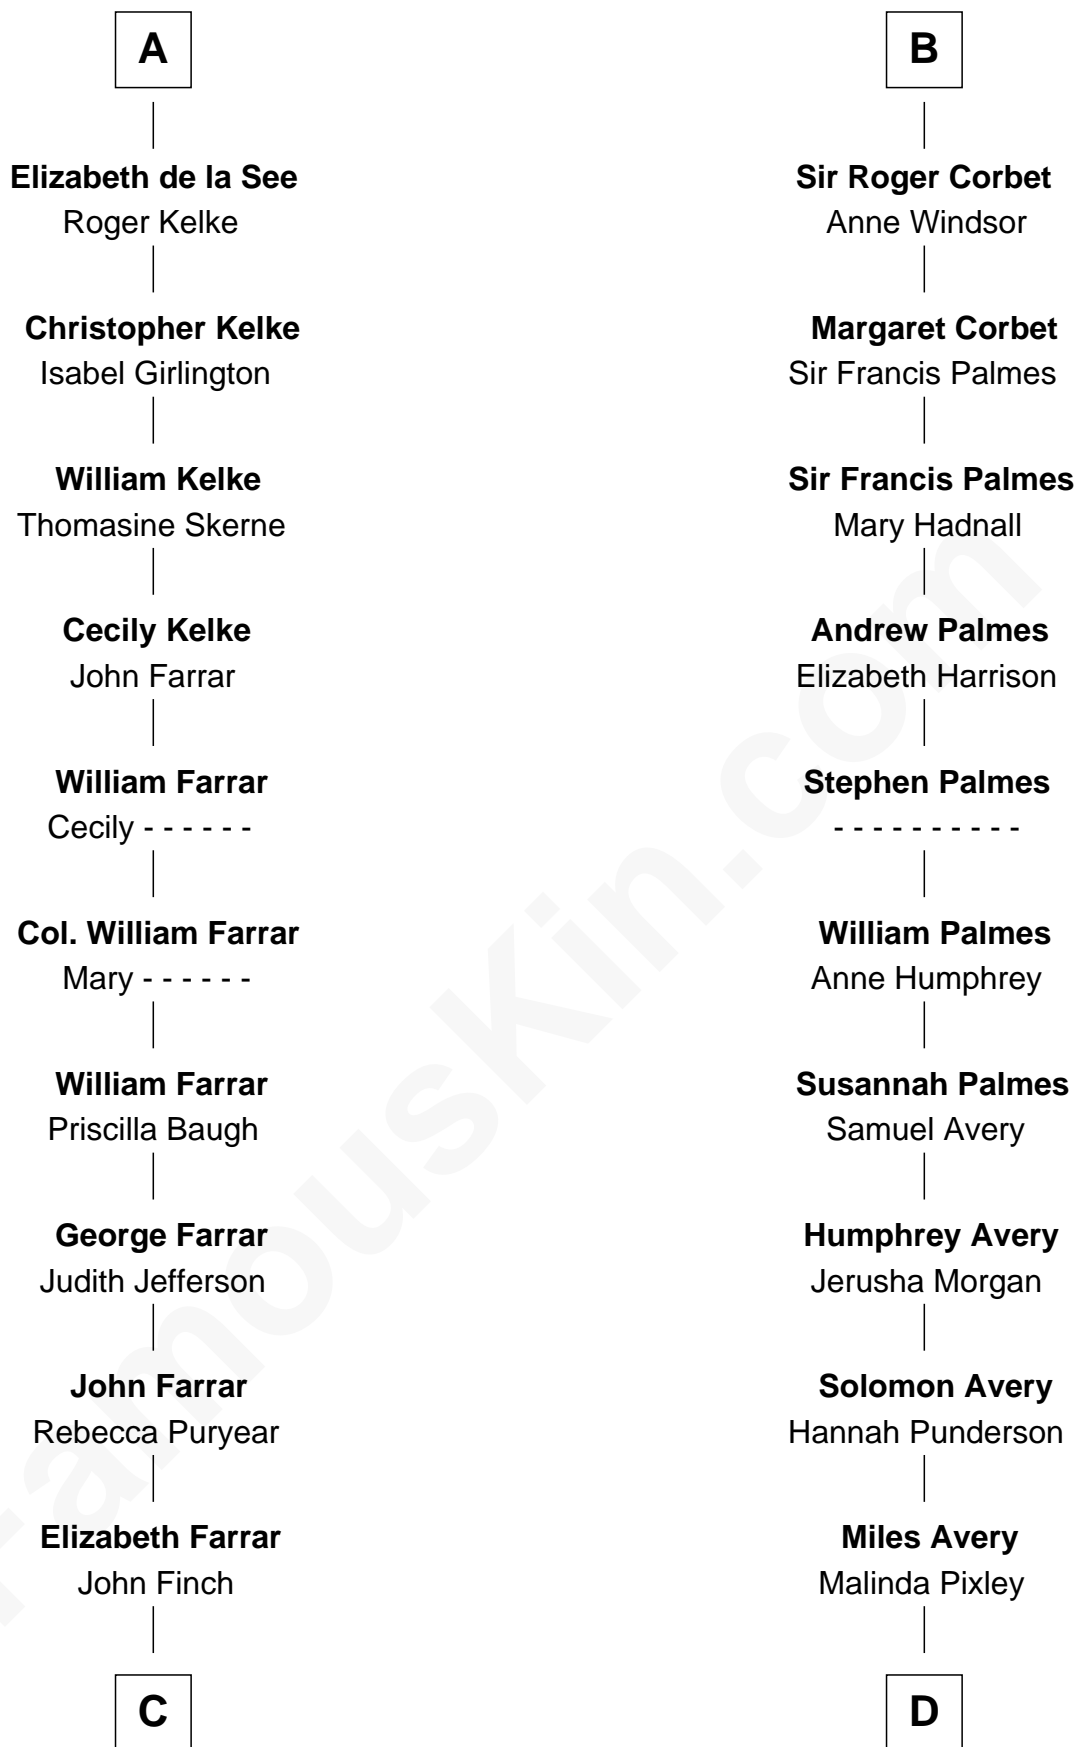 A
Elizabeth de la See
Roger Kelke
Christopher Kelke
Isabel Girlington
William Kelke
Thomasine Skerne
Cecily Kelke
John Farrar
William Farrar
Cecily - - - - - -
Col. William Farrar
Mary - - - - - -
William Farrar
Priscilla Baugh
George Farrar
Judith Jefferson
John Farrar
Rebecca Puryear
Elizabeth Farrar
John Finch
C
B
Sir Roger Corbet
Anne Windsor
Margaret Corbet
Sir Francis Palmes
Sir Francis Palmes
Mary Hadnall
Andrew Palmes
Elizabeth Harrison
Stephen Palmes
- - - - - - - - - -
William Palmes
Anne Humphrey
Susannah Palmes
Samuel Avery
Humphrey Avery
Jerusha Morgan
Solomon Avery
Hannah Punderson
Miles Avery
Malinda Pixley
D
FamousKin.com